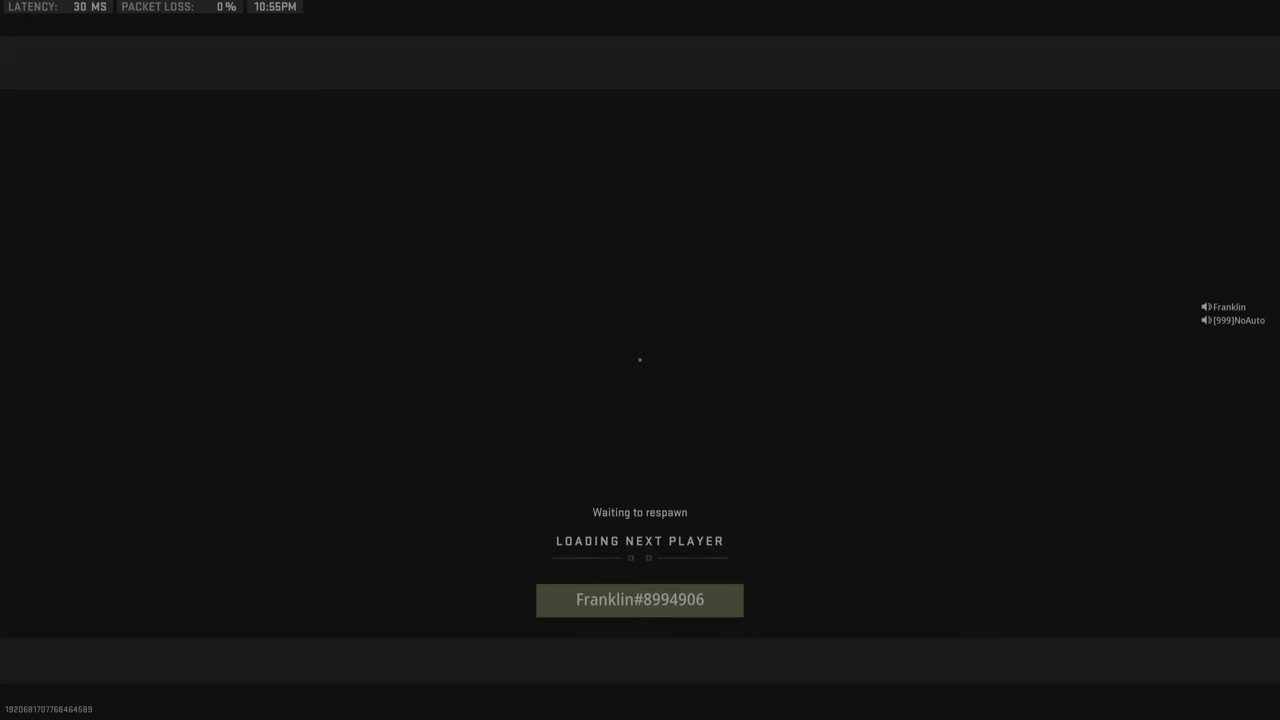 LATENCY: 30 MS PACKET LOSS: 0 % 10:55PM
Franklin
[999]NoAuto
Waiting to respawn
LOADING NEXT PLAYER
Franklin#8994906
1920681707768464589